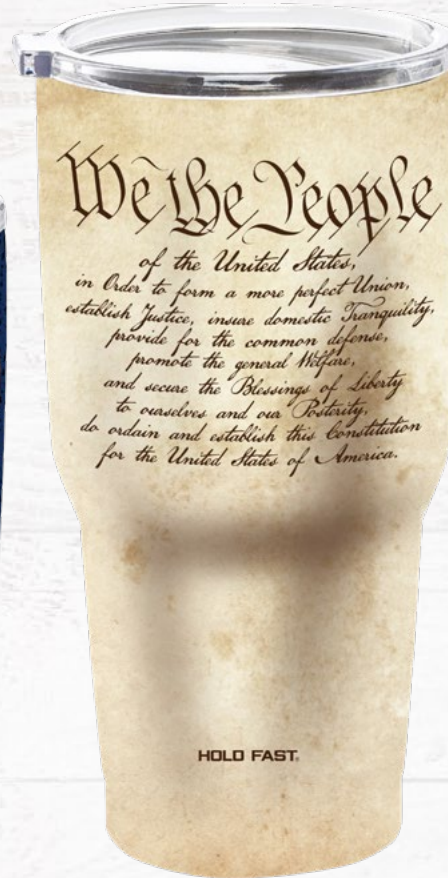 We the People
of the United States,
in Order to form a more perfect Union,
establish Justice, insure domestic Tranquility,
provide for the common defense,
promote the general Welfare,
and secure the Blessings of Liberty
to ourselves and our Posterity,
do ordain and establish this Constitution
for the United States of America.
HOLD FAST®